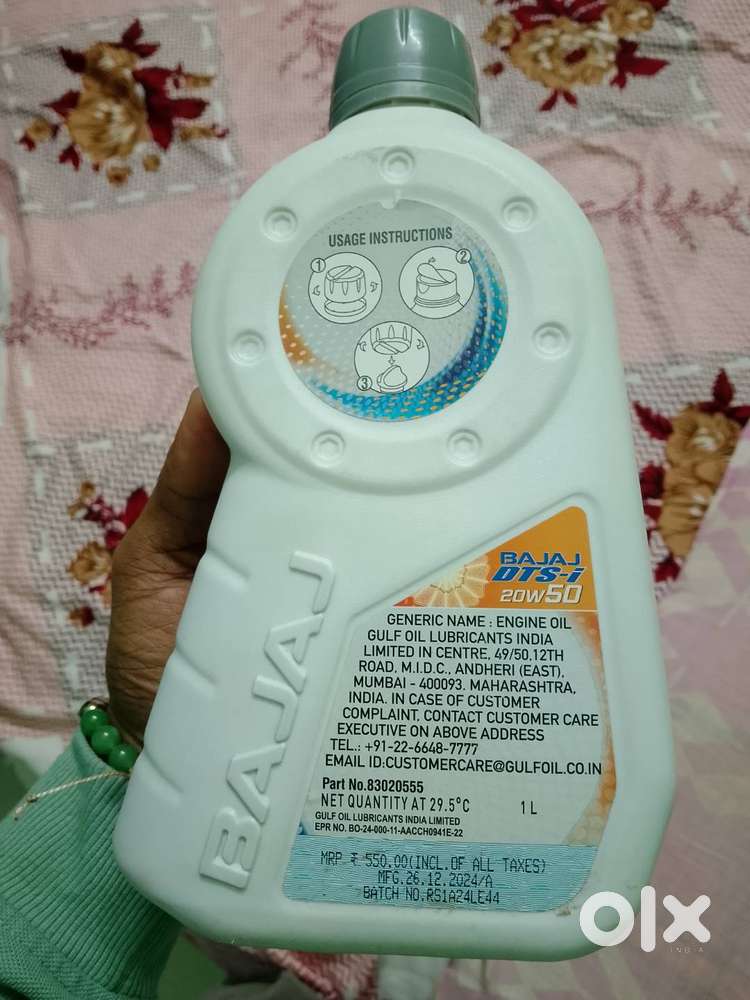 USAGE INSTRUCTIONS
1
2
3
BAJAJ
BAJAJ
DTS-i
20W50
GENERIC NAME : ENGINE OIL
GULF OIL LUBRICANTS INDIA
LIMITED IN CENTRE, 49/50.12TH
ROAD, M.I.D.C., ANDHERI (EAST),
MUMBAI - 400093. MAHARASHTRA,
INDIA. IN CASE OF CUSTOMER
COMPLAINT, CONTACT CUSTOMER CARE
EXECUTIVE ON ABOVE ADDRESS
TEL.: +91-22-6648-7777
EMAIL ID:CUSTOMERCARE@GULFOIL.CO.IN
Part No.83020555
NET QUANTITY AT 29.5°C 1 L
GULF OIL LUBRICANTS INDIA LIMITED
EPR NO. BO-24-000-11-AACCH0941E-22
MRP ₹ 550.00(INCL.OF ALL TAXES)
MFG.26.12.2024/A
BATCH NO.RS1A24LE44
olx
INDIA